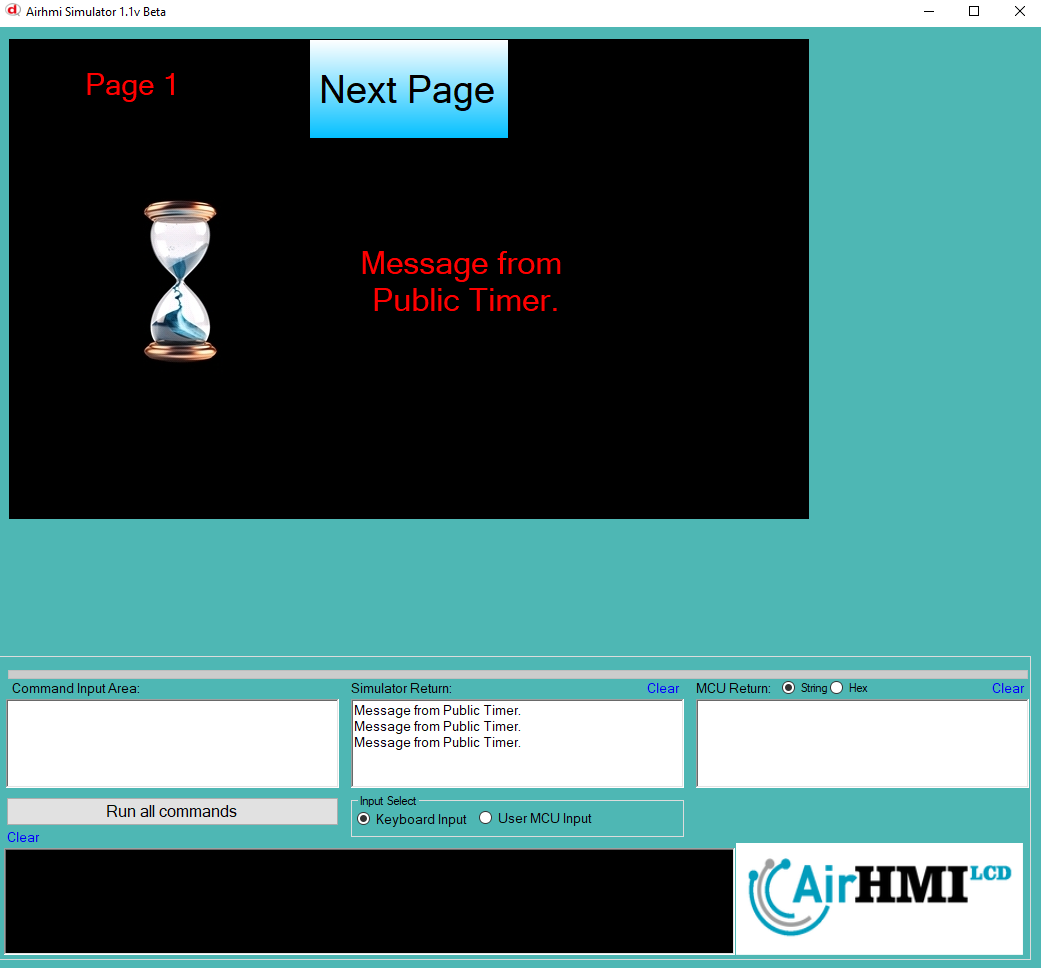 Airhmi Simulator 1.1v Beta
Page 1
Next Page
Message from
Public Timer.
Command Input Area:
Simulator Return:
Clear
MCU Return:
String
Hex
Clear
Message from Public Timer.
Message from Public Timer.
Message from Public Timer.
Run all commands
Input Select
Keyboard Input
User MCU Input
Clear
AirHMI LCD